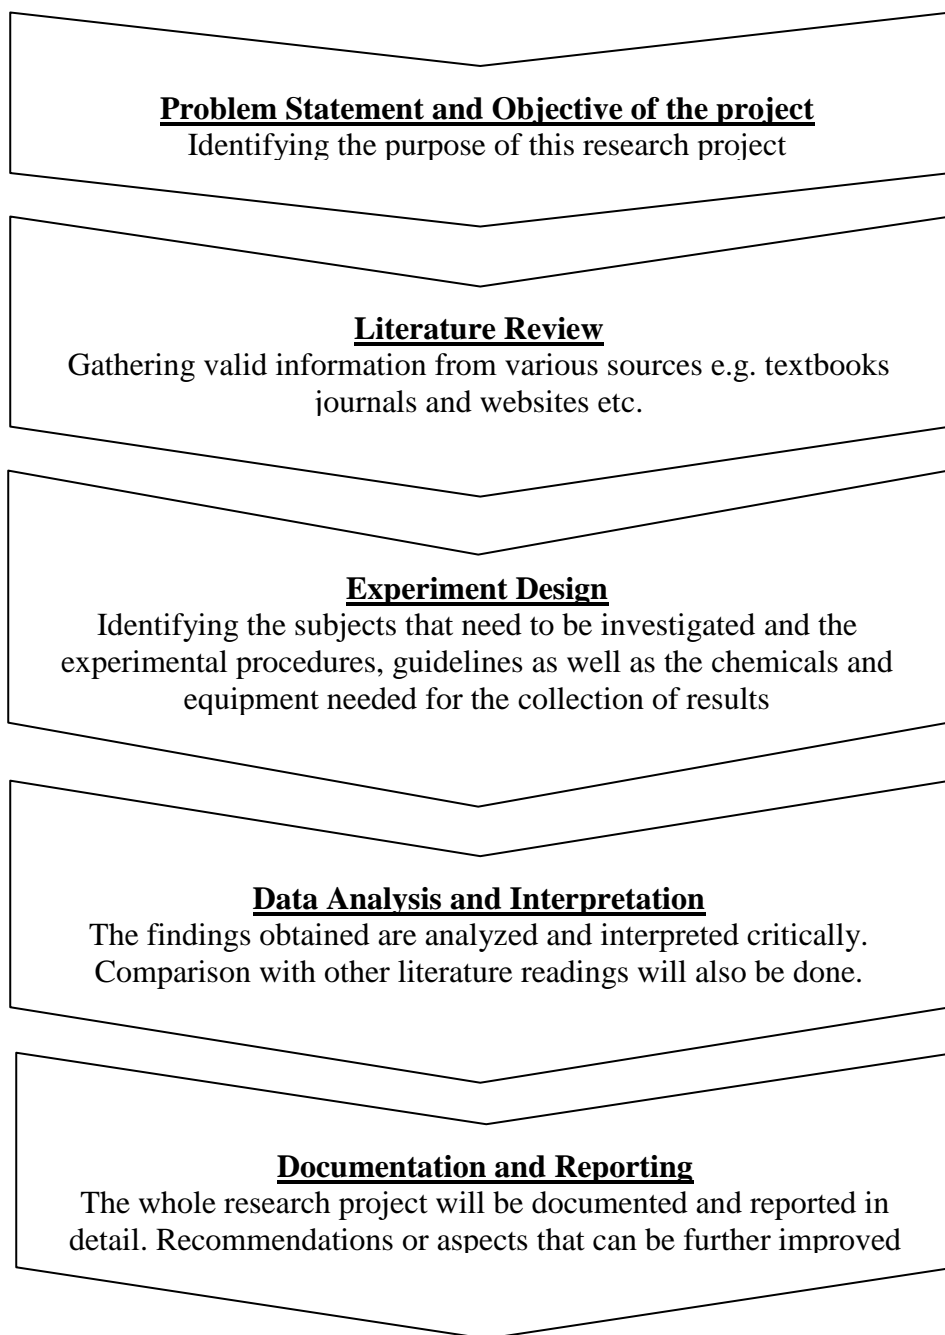 Problem Statement and Objective of the project
Identifying the purpose of this research project
Literature Review
Gathering valid information from various sources e.g. textbooks
journals and websites etc.
Experiment Design
Identifying the subjects that need to be investigated and the
experimental procedures, guidelines as well as the chemicals and
equipment needed for the collection of results
Data Analysis and Interpretation
The findings obtained are analyzed and interpreted critically.
Comparison with other literature readings will also be done.
Documentation and Reporting
The whole research project will be documented and reported in
detail. Recommendations or aspects that can be further improved